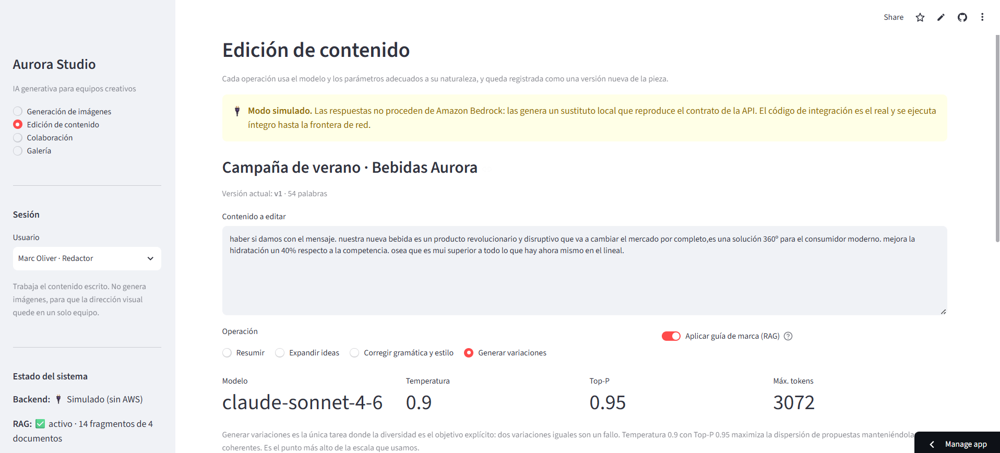 Share
Aurora Studio
IA generativa para equipos creativos
Generación de imágenes
Edición de contenido
Colaboración
Galería
Sesión
Usuario
Marc Oliver · Redactor
Trabaja el contenido escrito. No genera
imágenes, para que la dirección visual
quede en un solo equipo.
Estado del sistema
Backend: Simulado (sin AWS)
RAG: ✅ activo · 14 fragmentos de 4
documentos
Edición de contenido
Cada operación usa el modelo y los parámetros adecuados a su naturaleza, y queda registrada como una versión nueva de la pieza.
Modo simulado. Las respuestas no proceden de Amazon Bedrock: las genera un sustituto local que reproduce el contrato de la API. El código de integración es el real y se ejecuta
íntegro hasta la frontera de red.
Campaña de verano · Bebidas Aurora
Versión actual: v1 · 54 palabras
Contenido a editar
haber si damos con el mensaje. nuestra nueva bebida es un producto revolucionario y disruptivo que va a cambiar el mercado por completo,es una solución 360º para el consumidor moderno. mejora la
hidratación un 40% respecto a la competencia. osea que es mui superior a todo lo que hay ahora mismo en el lineal.
Operación
Aplicar guía de marca (RAG)
Resumir Expandir ideas Corregir gramática y estilo Generar variaciones
Modelo Temperatura Top-P Máx. tokens
claude-sonnet-4-6 0.9 0.95 3072
Generar variaciones es la única tarea donde la diversidad es el objetivo explícito: dos variaciones iguales son un fallo. Temperatura 0.9 con Top-P 0.95 maximiza la dispersión de propuestas manteniéndola
coherentes. Es el punto más alto de la escala que usamos.
Manage app